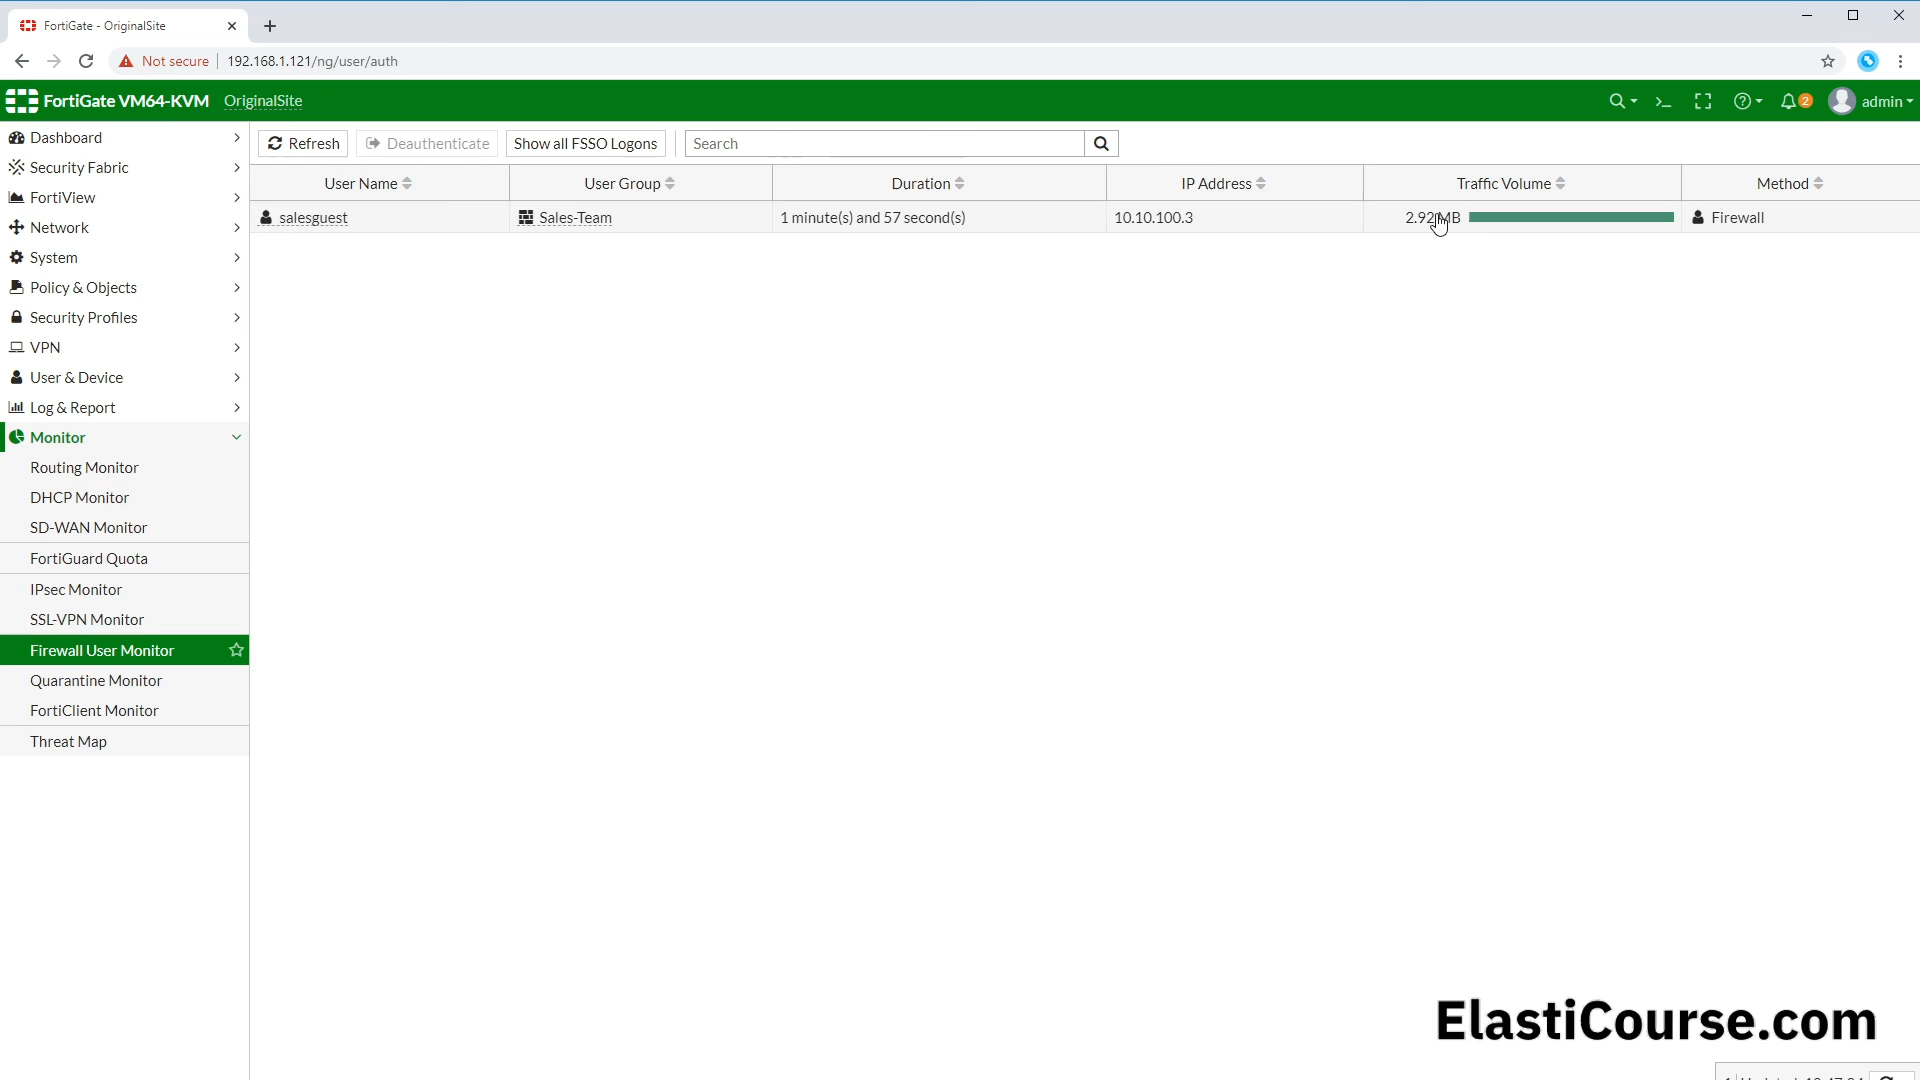 FortiGate - OriginalSite
Not secure 192.168.1.121/ng/user/auth
FortiGate VM64-KVM OriginalSite
2 admin
Refresh Deauthenticate Show all FSSO Logons Search
User Name User Group Duration IP Address Traffic Volume Method
salesguest Sales-Team 1 minute(s) and 57 second(s) 10.10.100.3 2.92 MB Firewall
Dashboard
Security Fabric
FortiView
Network
System
Policy & Objects
Security Profiles
VPN
User & Device
Log & Report
Monitor
Routing Monitor
DHCP Monitor
SD-WAN Monitor
FortiGuard Quota
IPsec Monitor
SSL-VPN Monitor
Firewall User Monitor
Quarantine Monitor
FortiClient Monitor
Threat Map
ElastiCourse.com